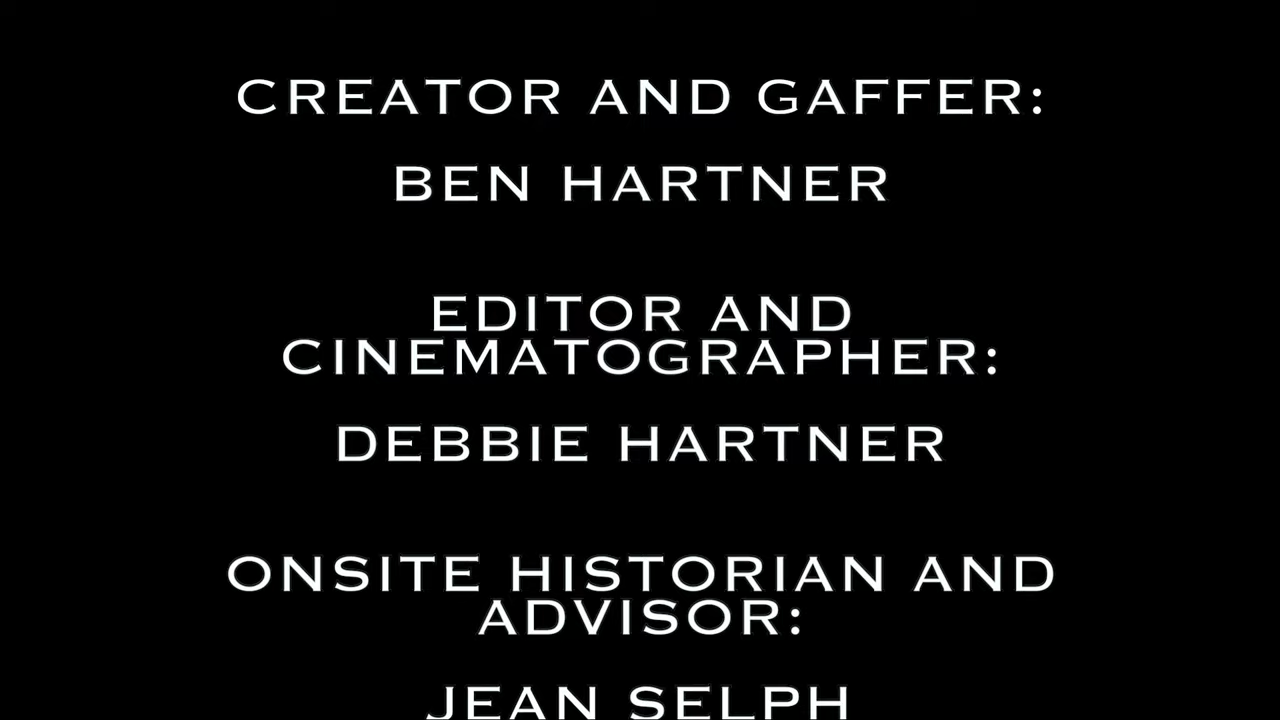 CREATOR AND GAFFER:
BEN HARTNER
EDITOR AND
CINEMATOGRAPHER:
DEBBIE HARTNER
ONSITE HISTORIAN AND
ADVISOR:
JEAN SELPH